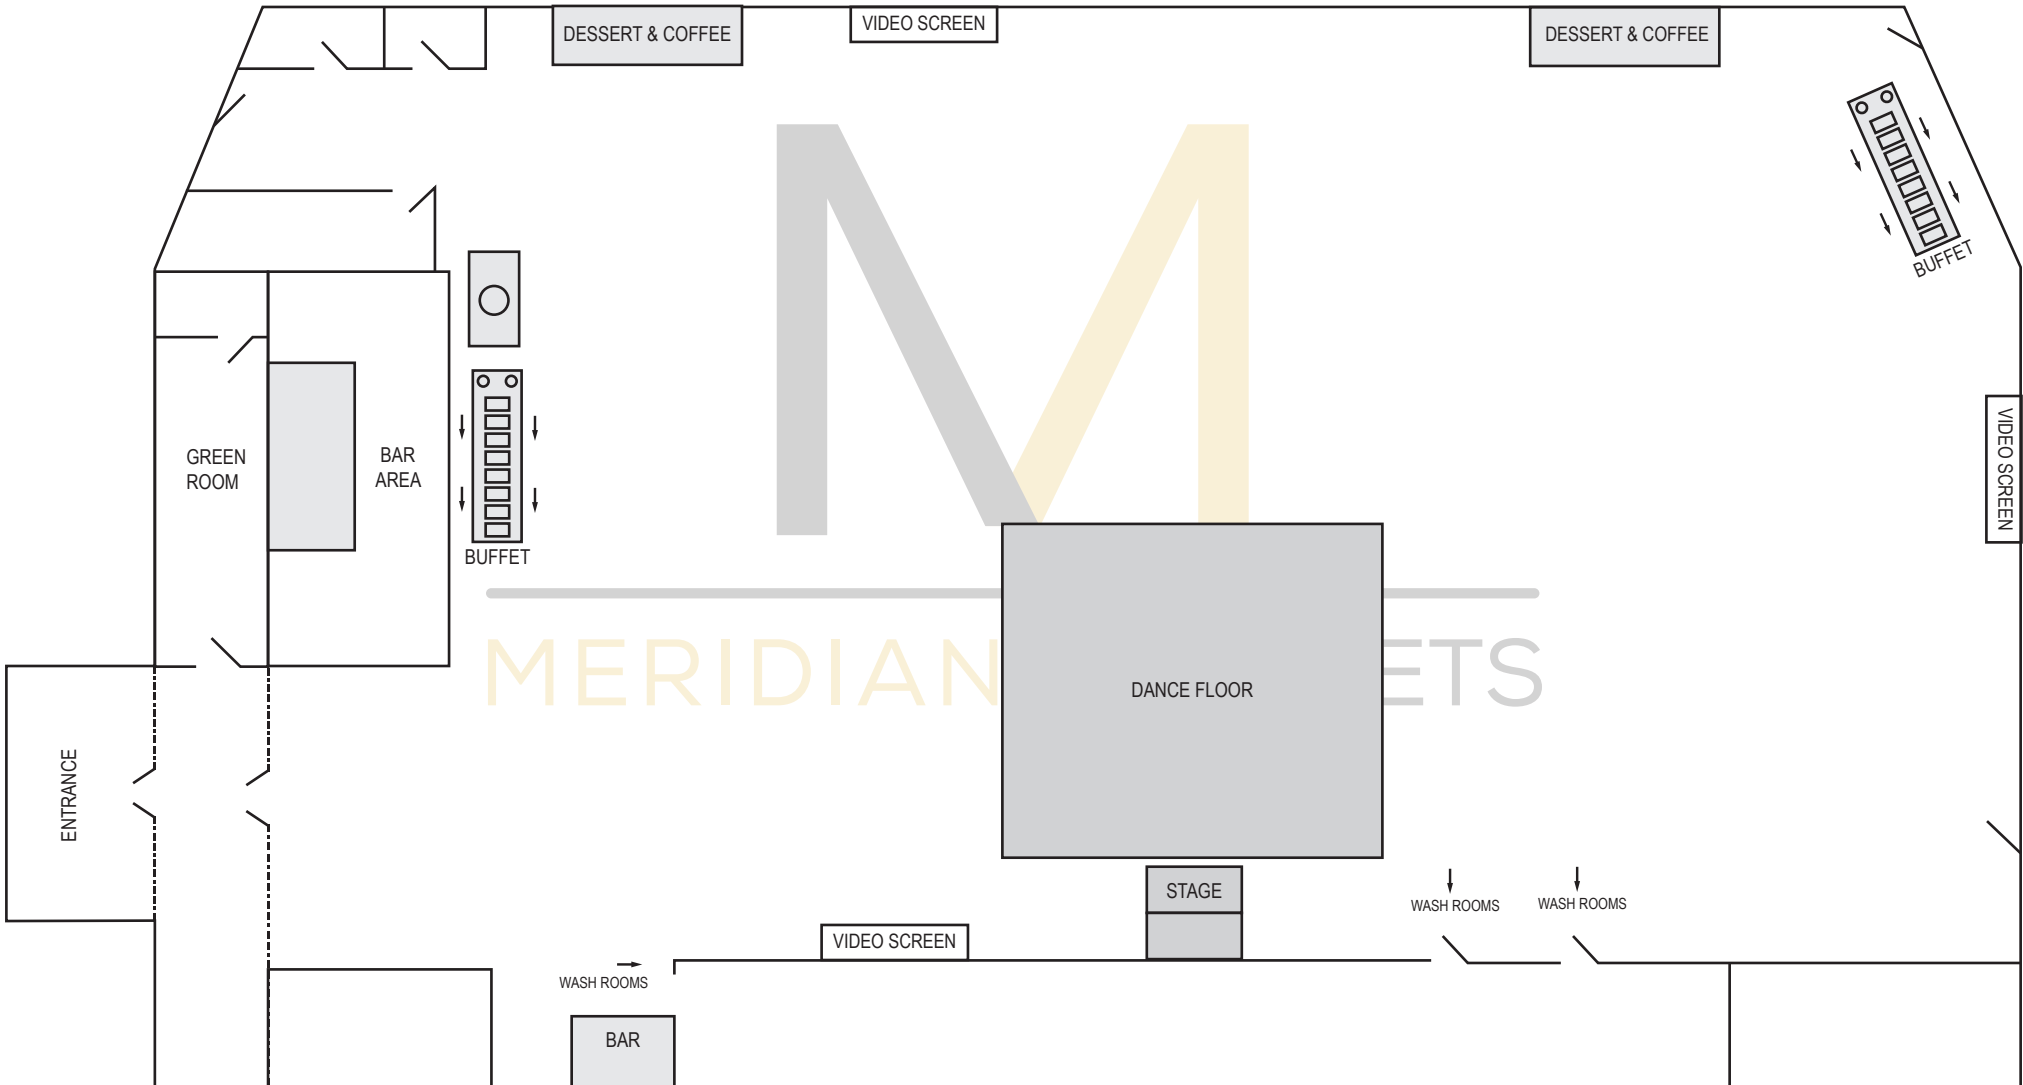 DESSERT & COFFEE
VIDEO SCREEN
DESSERT & COFFEE
BUFFET
GREEN
ROOM
BAR
AREA
BUFFET
VIDEO SCREEN
MERIDIAN
ETS
DANCE FLOOR
ENTRANCE
STAGE
WASH ROOMS
WASH ROOMS
VIDEO SCREEN
WASH ROOMS
BAR